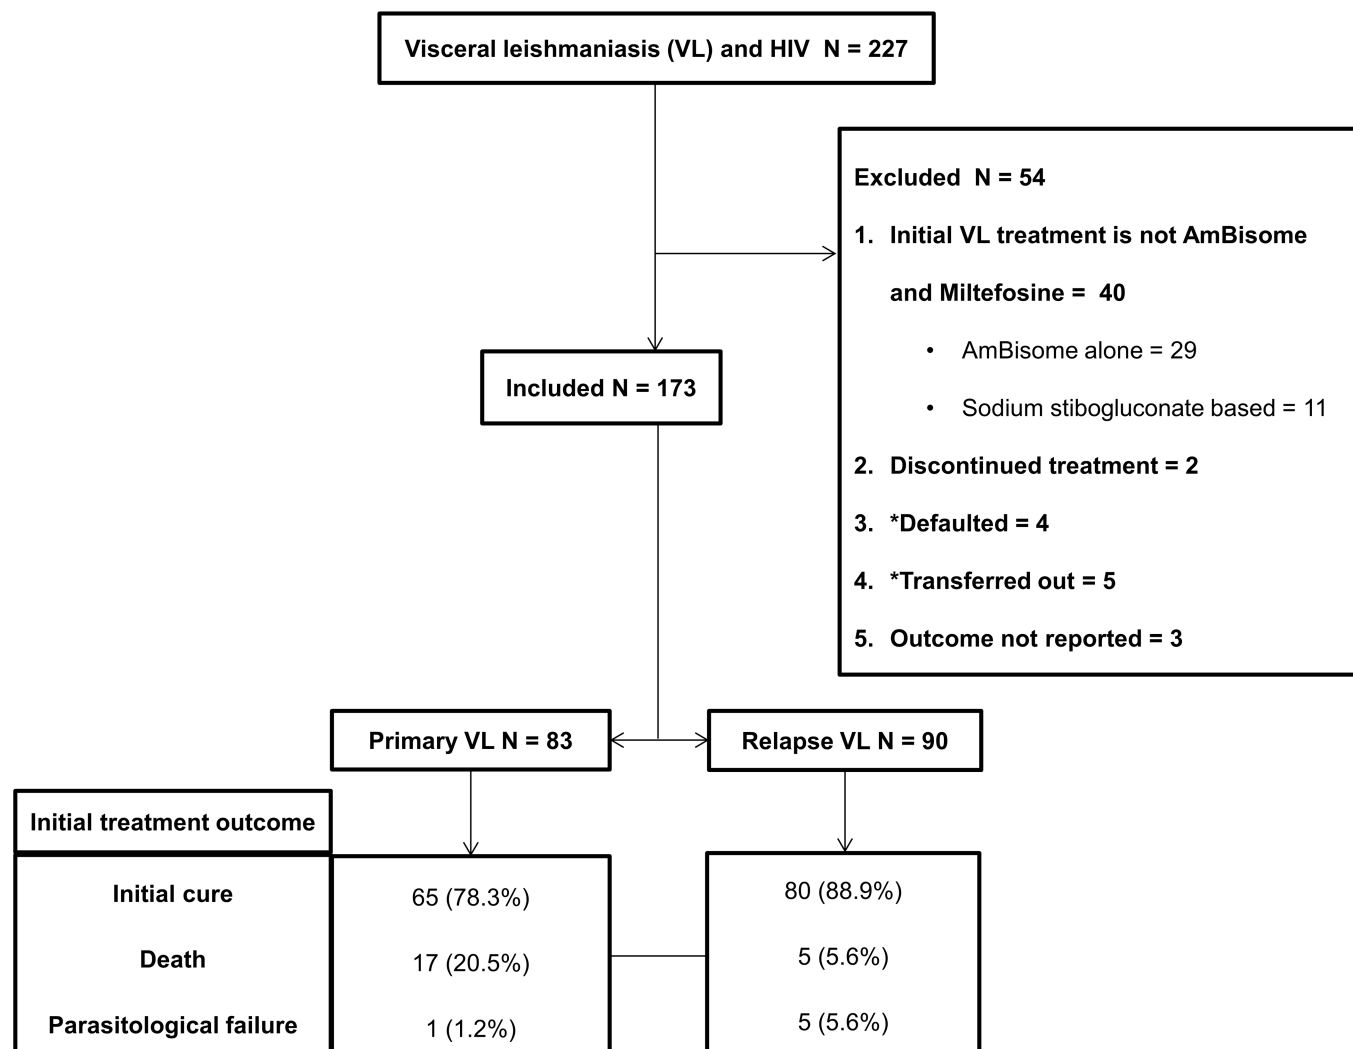 Visceral leishmaniasis (VL) and HIV  N = 227
Excluded  N = 54
1. Initial VL treatment is not AmBisome
and Miltefosine =  40
• AmBisome alone = 29
• Sodium stibogluconate based = 11
2. Discontinued treatment = 2
3. *Defaulted = 4
4. *Transferred out = 5
5. Outcome not reported = 3
Included N = 173
Primary VL N = 83
Relapse VL N = 90
Initial treatment outcome
Initial cure
65 (78.3%)
80 (88.9%)
Death
17 (20.5%)
5 (5.6%)
Parasitological failure
1 (1.2%)
5 (5.6%)